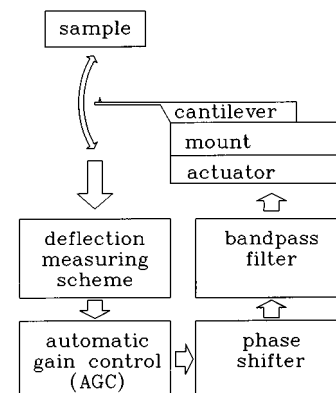 sample
cantilever
mount
actuator
deflection
measuring
scheme
bandpass
filter
automatic
gain control
(AGC)
phase
shifter